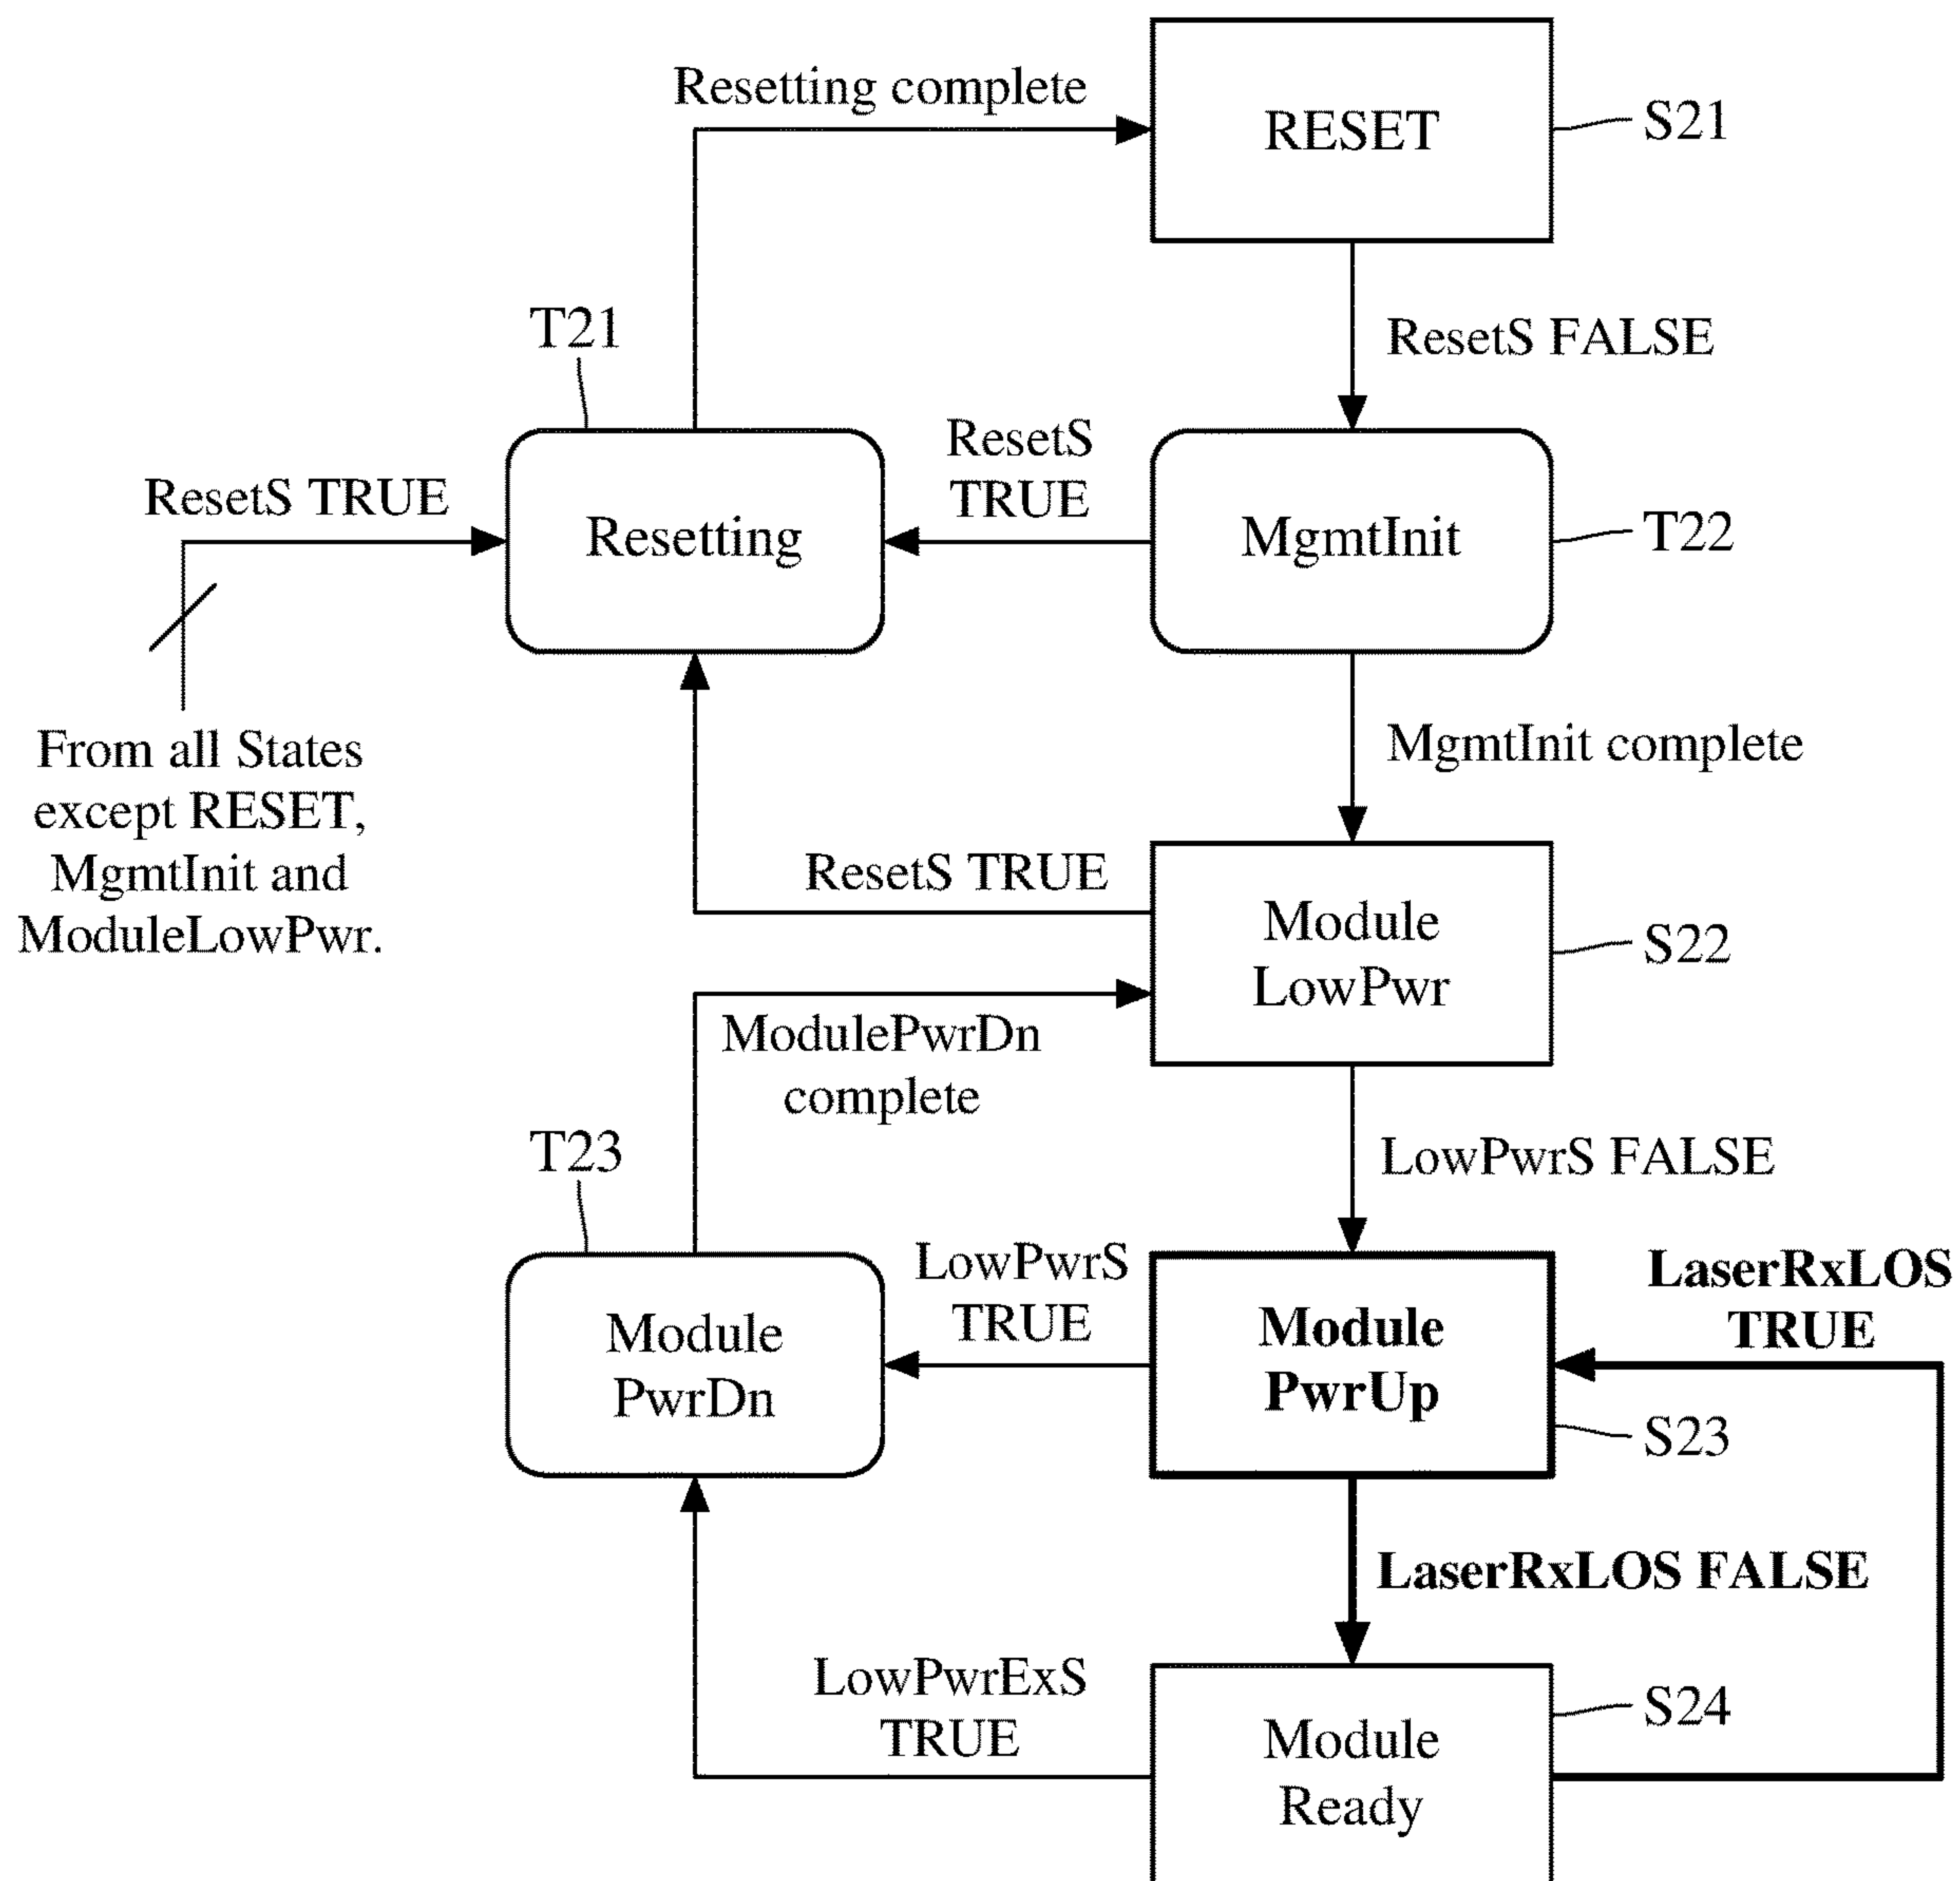 Resetting complete
RESET
S21
ResetS FALSE
T21
ResetS TRUE
Resetting
ResetS
TRUE
MgmtInit
T22
From all States
except RESET,
MgmtInit and
ModuleLowPwr.
MgmtInit complete
ResetS TRUE
Module
LowPwr
S22
ModulePwrDn
complete
LowPwrS FALSE
T23
Module
PwrDn
LowPwrS
TRUE
Module
PwrUp
S23
LaserRxLOS
TRUE
LaserRxLOS FALSE
LowPwrExS
TRUE
Module
Ready
S24